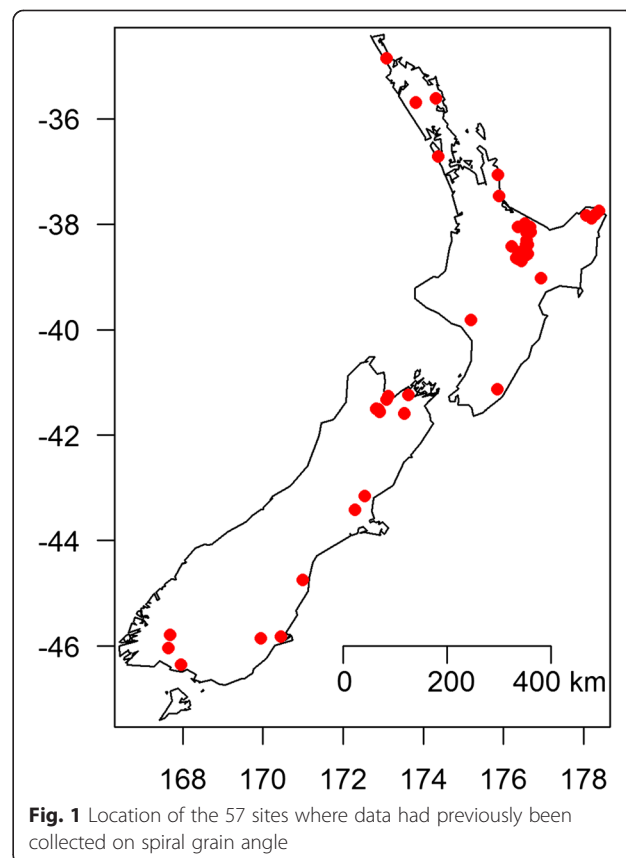 -36
-38
-40
-42
-44
-46
0 200 400 km
168 170 172 174 176 178
Fig. 1 Location of the 57 sites where data had previously been
collected on spiral grain angle